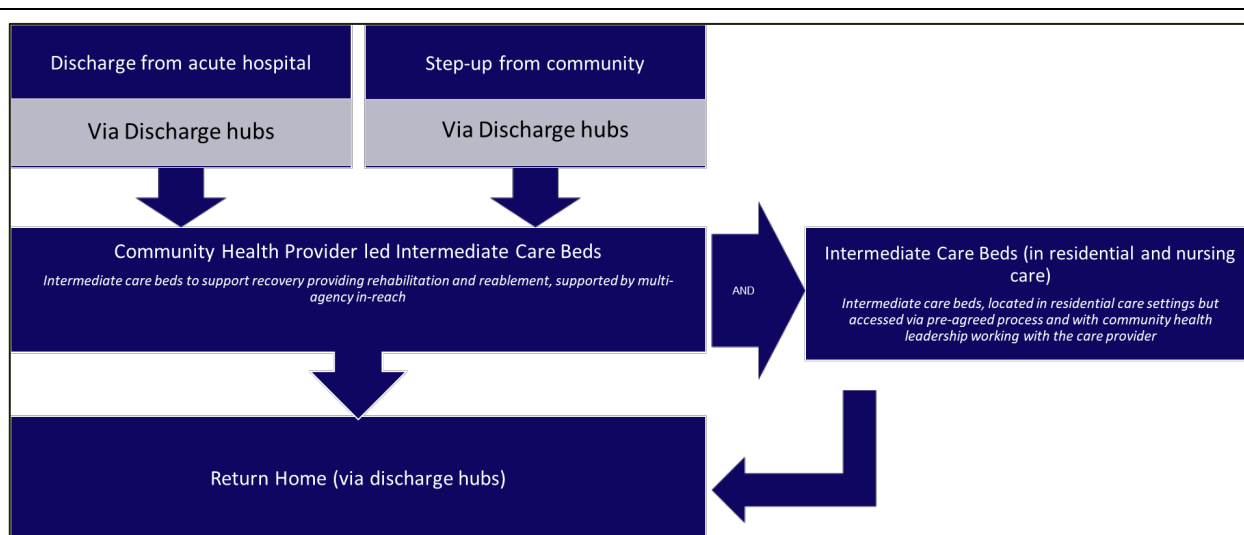 Discharge from acute hospital
Step-up from community
Via Discharge hubs
Via Discharge hubs
Community Health Provider led Intermediate Care Beds
Intermediate care beds to support recovery providing rehabilitation and reablement, supported by multi-
agency in-reach
AND
Intermediate Care Beds (in residential and nursing
care)
Intermediate care beds, located in residential care settings but
accessed via pre-agreed process and with community health
leadership working with the care provider
Return Home (via discharge hubs)